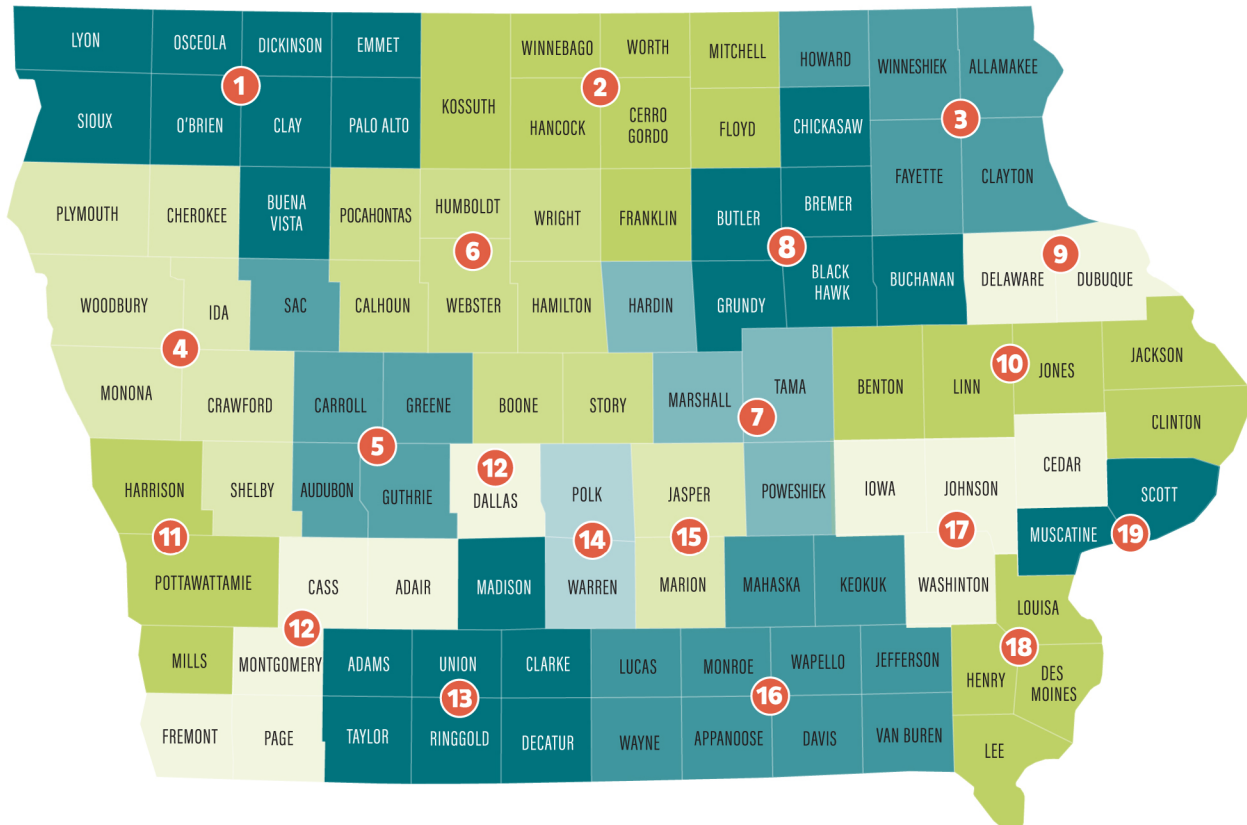 LYON
OSCEOLA
DICKINSON
EMMET
WINNEBAGO
WORTH
MITCHELL
HOWARD
WINNESHIEK
ALLAMAKEE
1
2
3
KOSSUTH
SIOUX
O'BRIEN
CLAY
PALO ALTO
HANCOCK
CERRO
GORDO
FLOYD
CHICKASAW
FAYETTE
CLAYTON
PLYMOUTH
CHEROKEE
BUENA
VISTA
POCAHONTAS
HUMBOLDT
WRIGHT
FRANKLIN
BUTLER
BREMER
6
8
9
WOODBURY
IDA
SAC
CALHOUN
WEBSTER
HAMILTON
HARDIN
GRUNDY
BLACK
HAWK
BUCHANAN
DELAWARE
DUBUQUE
4
10
MONONA
CRAWFORD
CARROLL
GREENE
BOONE
STORY
MARSHALL
TAMA
BENTON
LINN
JONES
JACKSON
CLINTON
5
7
12
HARRISON
SHELBY
AUDUBON
GUTHRIE
DALLAS
POLK
JASPER
POWESHIEK
IOWA
JOHNSON
CEDAR
SCOTT
11
14
15
17
19
MUSCATINE
POTTAWATTAMIE
CASS
ADAIR
MADISON
WARREN
MARION
MAHASKA
KEOKUK
WASHINTON
LOUISA
12
18
MILLS
MONTGOMERY
ADAMS
UNION
CLARKE
LUCAS
MONROE
WAPELLO
JEFFERSON
HENRY
DES
MOINES
13
16
FREMONT
PAGE
TAYLOR
RINGGOLD
DECATUR
WAYNE
APPANOOSE
DAVIS
VAN BUREN
LEE